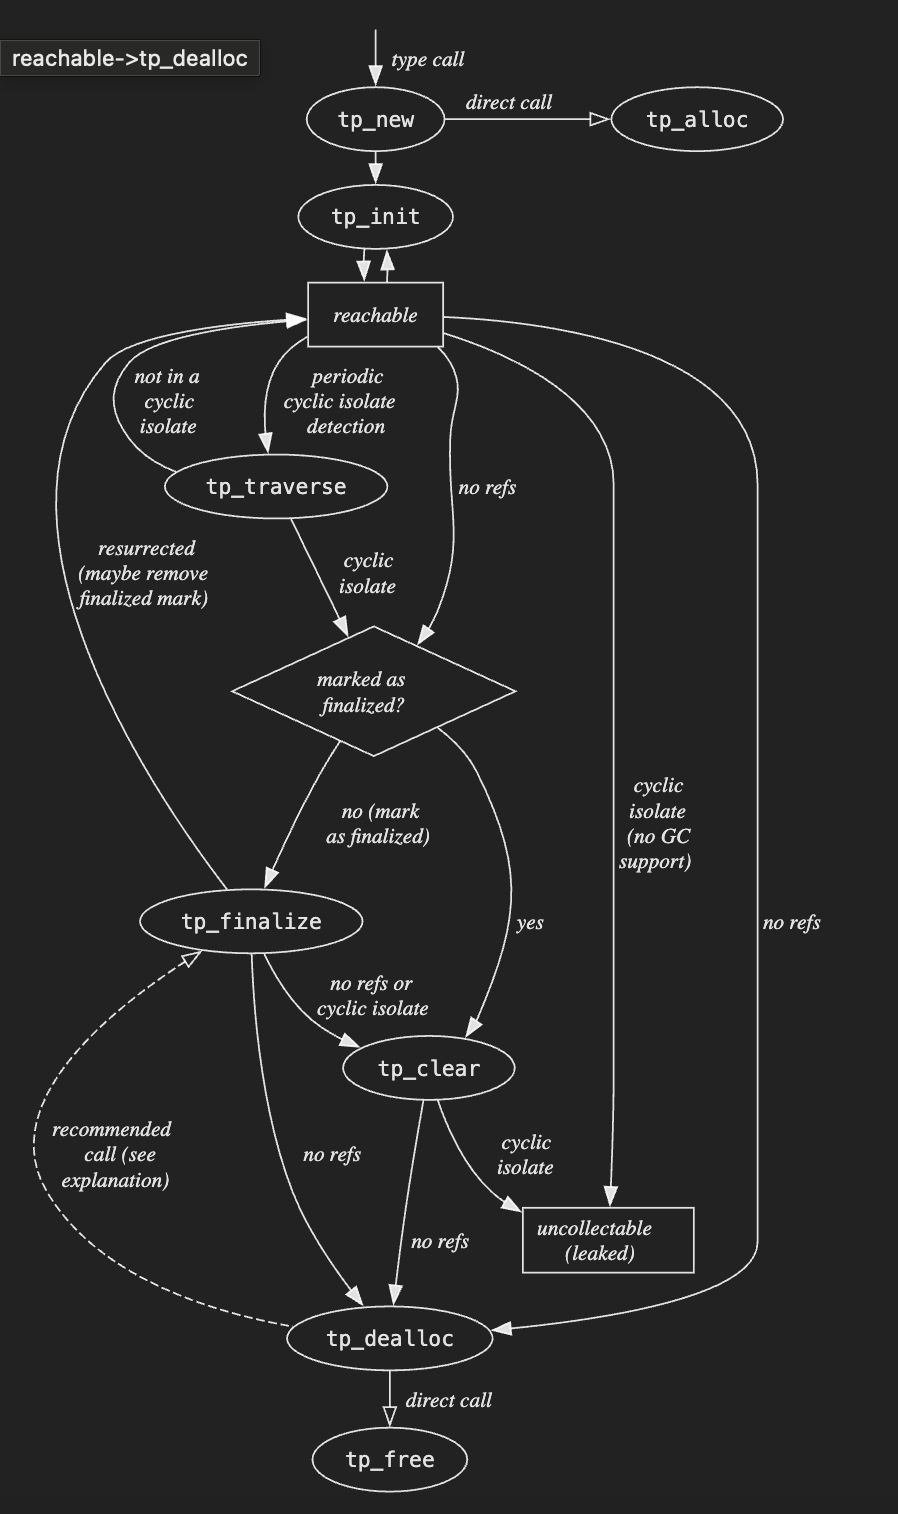 reachable->tp_dealloc
type call
tp_new
direct call
tp_alloc
tp_init
reachable
not in a
cyclic
isolate
periodic
cyclic isolate
detection
tp_traverse
no refs
resurrected
(maybe remove
finalized mark)
cyclic
isolate
marked as
finalized?
no (mark
as finalized)
cyclic
isolate
(no GC
support)
tp_finalize
yes
no refs
no refs or
cyclic isolate
tp_clear
recommended
call (see
explanation)
no refs
cyclic
isolate
no refs
uncollectable
(leaked)
tp_dealloc
direct call
tp_free